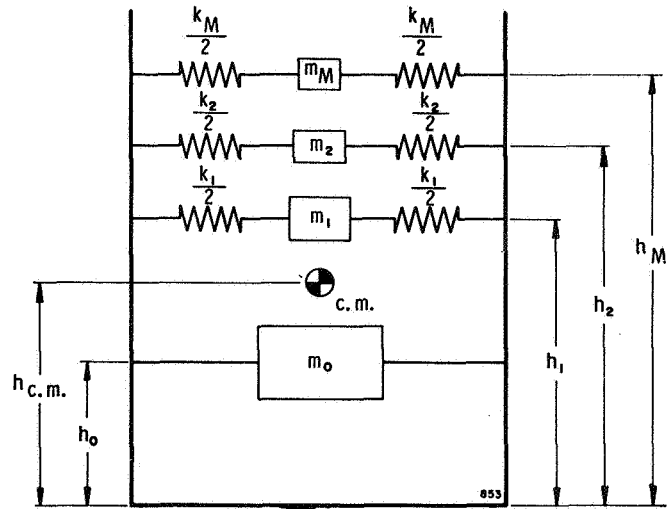 k_M/2 k_M/2
m_M
k_2/2 k_2/2
m_2
k_1/2 k_1/2
m_1
h_M
h_2
c.m.
h_1
m_0
h_c.m.
h_0
853